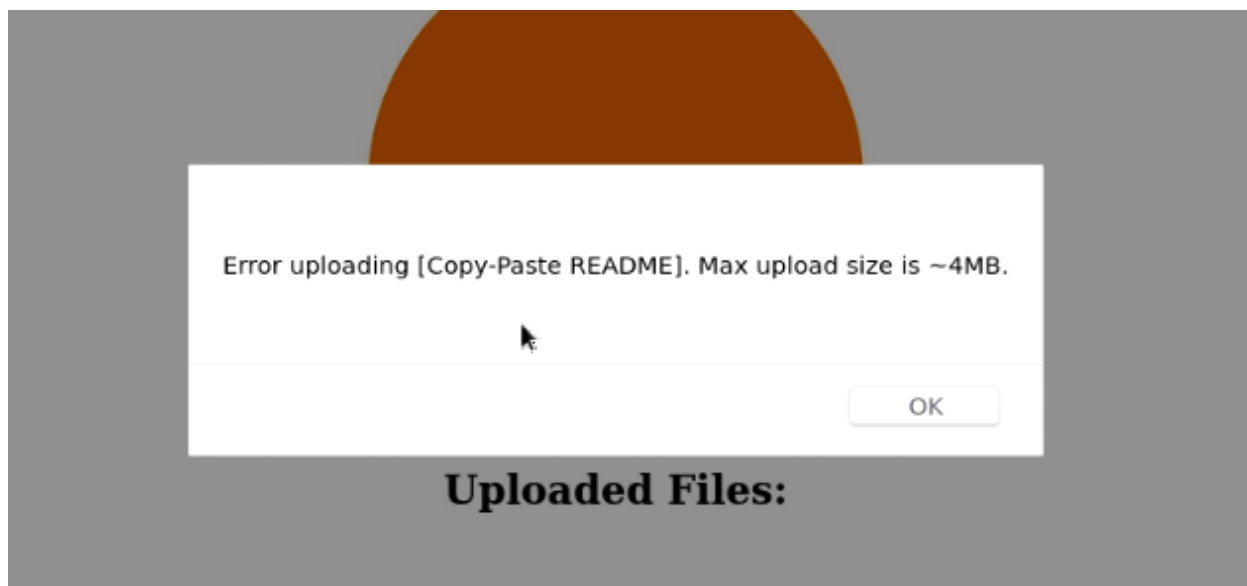 Error uploading [Copy-Paste README]. Max upload size is ~4MB.
OK
Uploaded Files: